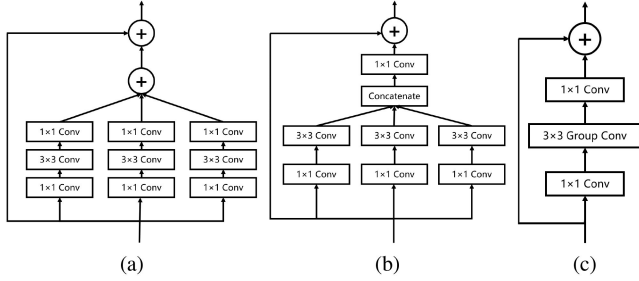 +
+
1×1 Conv 1×1 Conv 1×1 Conv
3×3 Conv 3×3 Conv 3×3 Conv
1×1 Conv 1×1 Conv 1×1 Conv
(a)
+
1×1 Conv
Concatenate
3×3 Conv 3×3 Conv 3×3 Conv
1×1 Conv 1×1 Conv 1×1 Conv
(b)
+
1×1 Conv
3×3 Group Conv
1×1 Conv
(c)